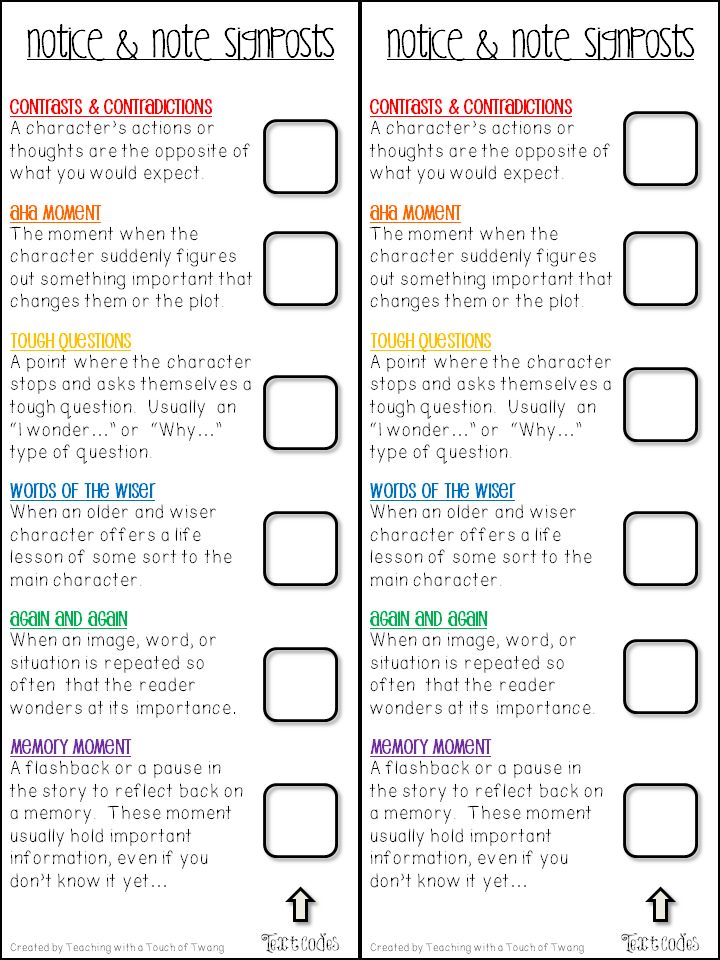 notice & note signposts
contrasts & contradictions
A character's actions or
thoughts are the opposite of
what you would expect.
aha moment
The moment when the
character suddenly figures
out something important that
changes them or the plot.
tough questions
A point where the character
stops and asks themselves a
tough question. Usually an
"I wonder..." or "Why..."
type of question.
words of the wiser
When an older and wiser
character offers a life
lesson of some sort to the
main character.
again and again
When an image, word, or
situation is repeated so
often that the reader
wonders at its importance.
memory moment
A flashback or a pause in
the story to reflect back on
a memory. These moment
usually hold important
information, even if you
don't know it yet...
Created by Teaching with a Touch of Twang
Text codes
notice & note signposts
contrasts & contradictions
A character's actions or
thoughts are the opposite of
what you would expect.
aha moment
The moment when the
character suddenly figures
out something important that
changes them or the plot.
tough questions
A point where the character
stops and asks themselves a
tough question. Usually an
"I wonder..." or "Why..."
type of question.
words of the wiser
When an older and wiser
character offers a life
lesson of some sort to the
main character.
again and again
When an image, word, or
situation is repeated so
often that the reader
wonders at its importance.
memory moment
A flashback or a pause in
the story to reflect back on
a memory. These moment
usually hold important
information, even if you
don't know it yet...
Created by Teaching with a Touch of Twang
Text codes